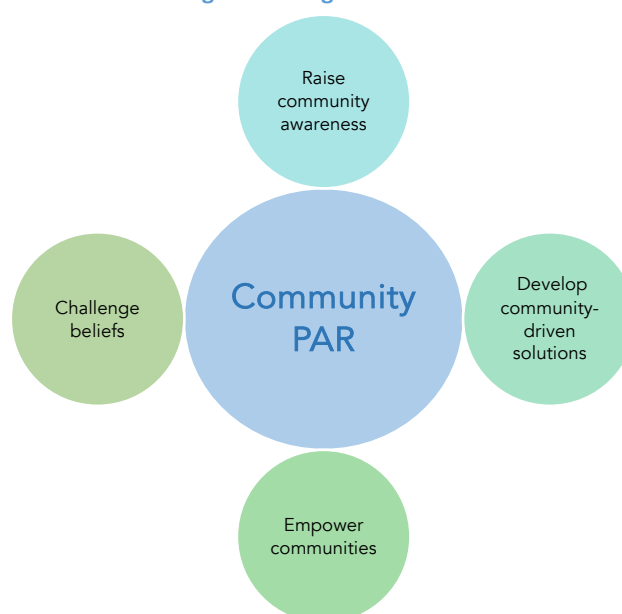 Raise
community
awareness
Challenge
beliefs
Community
PAR
Develop
community-
driven
solutions
Empower
communities